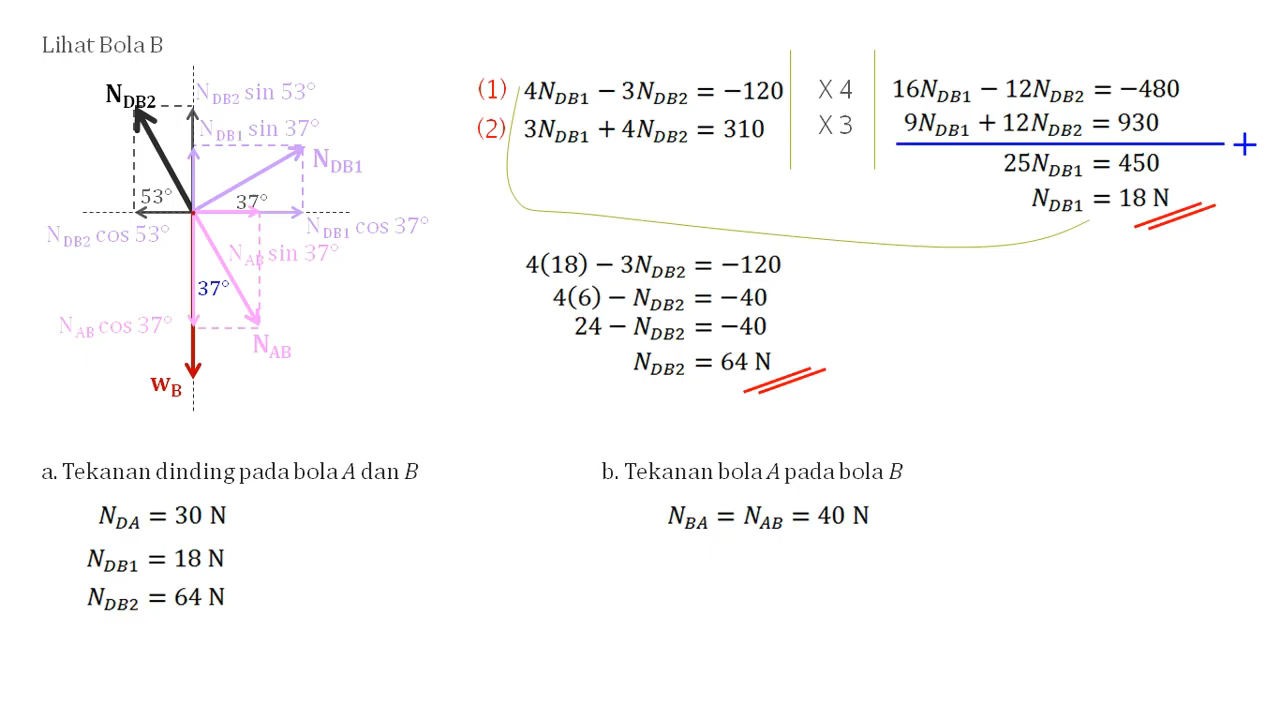 Lihat Bola B
N_DB2
N_DB2 sin 53°
N_DB1 sin 37°
N_DB1
53°
37°
N_DB2 cos 53°
N_DB1 cos 37°
N_AB sin 37°
37°
N_AB cos 37°
N_AB
w_B
(1) 4N_DB1 − 3N_DB2 = −120
(2) 3N_DB1 + 4N_DB2 = 310
X 4
X 3
16N_DB1 − 12N_DB2 = −480
9N_DB1 + 12N_DB2 = 930
+
25N_DB1 = 450
N_DB1 = 18 N
4(18) − 3N_DB2 = −120
4(6) − N_DB2 = −40
24 − N_DB2 = −40
N_DB2 = 64 N
a. Tekanan dinding pada bola A dan B
N_DA = 30 N
N_DB1 = 18 N
N_DB2 = 64 N
b. Tekanan bola A pada bola B
N_BA = N_AB = 40 N